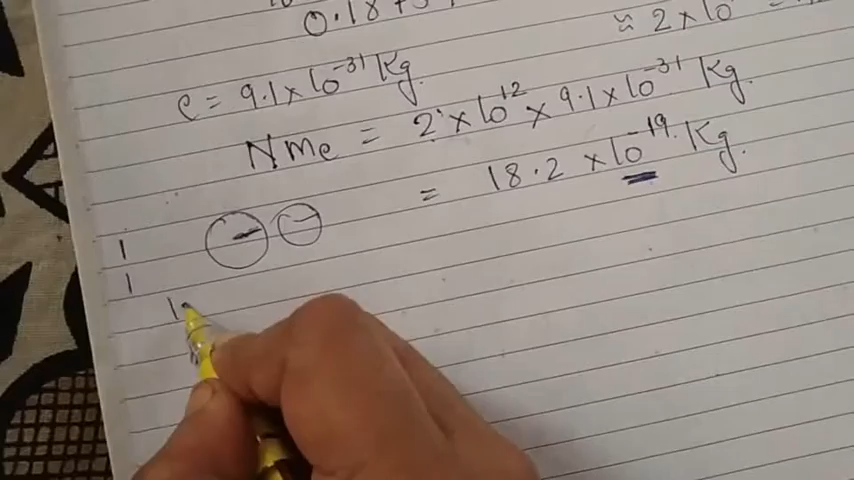 0.18 +
≈ 2×10
e = 9.1×10⁻³¹ Kg.
Nme = 2×10¹² × 9.1×10⁻³¹ Kg.
= 18.2 ×10⁻¹⁹ Kg.
1 - -
1
1.